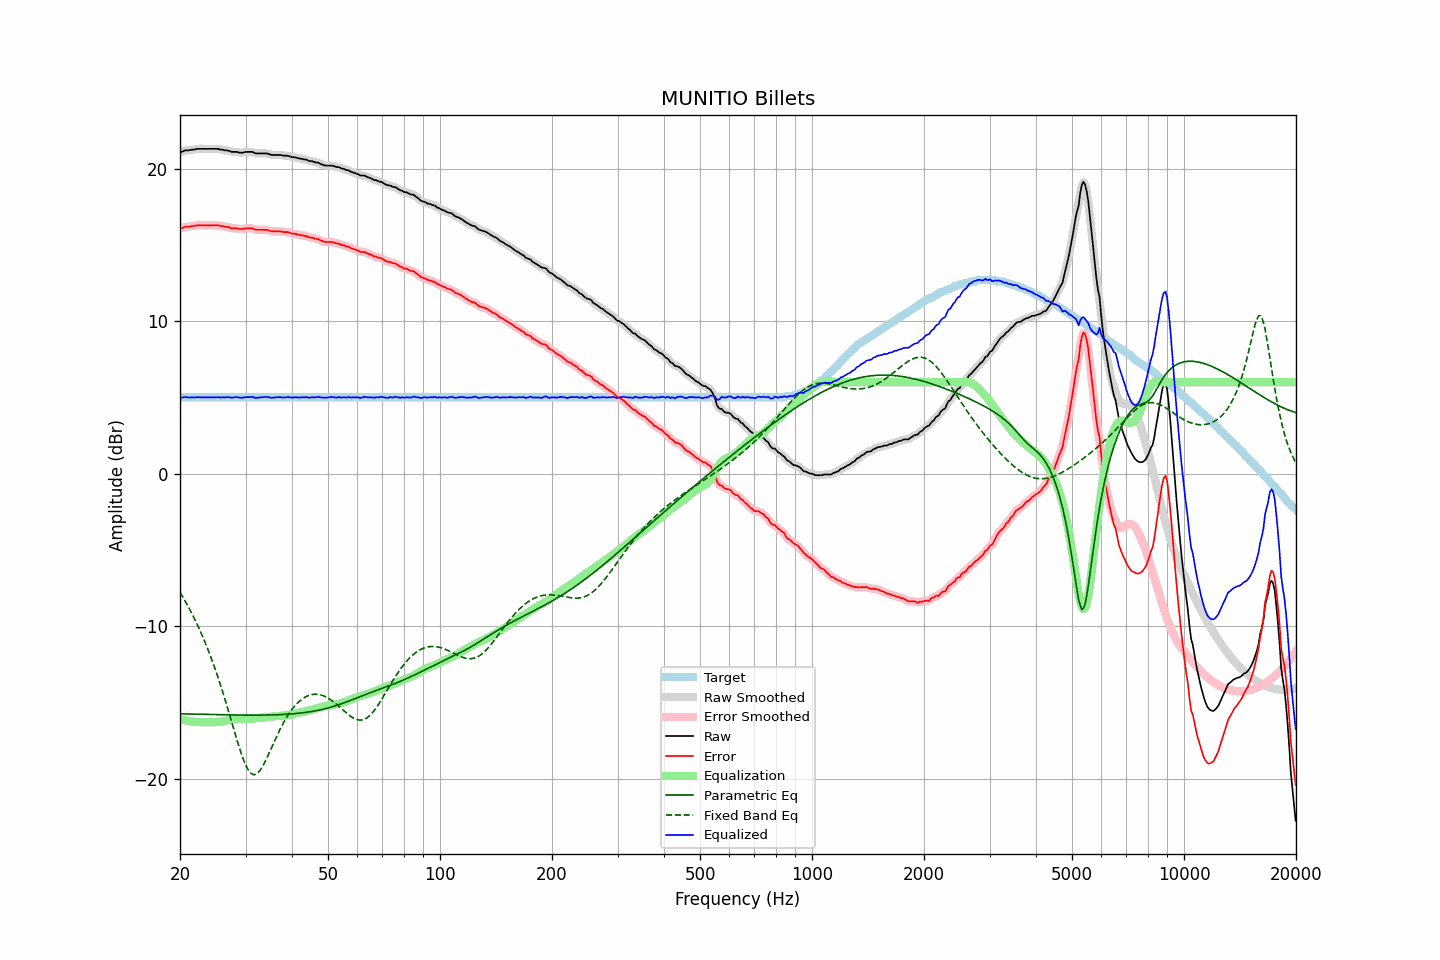 MUNITIO Billets
Amplitude (dBr)
20
10
0
−10
−20
Target
Raw Smoothed
Error Smoothed
Raw
Error
Equalization
Parametric Eq
Fixed Band Eq
Equalized
20 50 100 200 500 1000 2000 5000 10000 20000
Frequency (Hz)